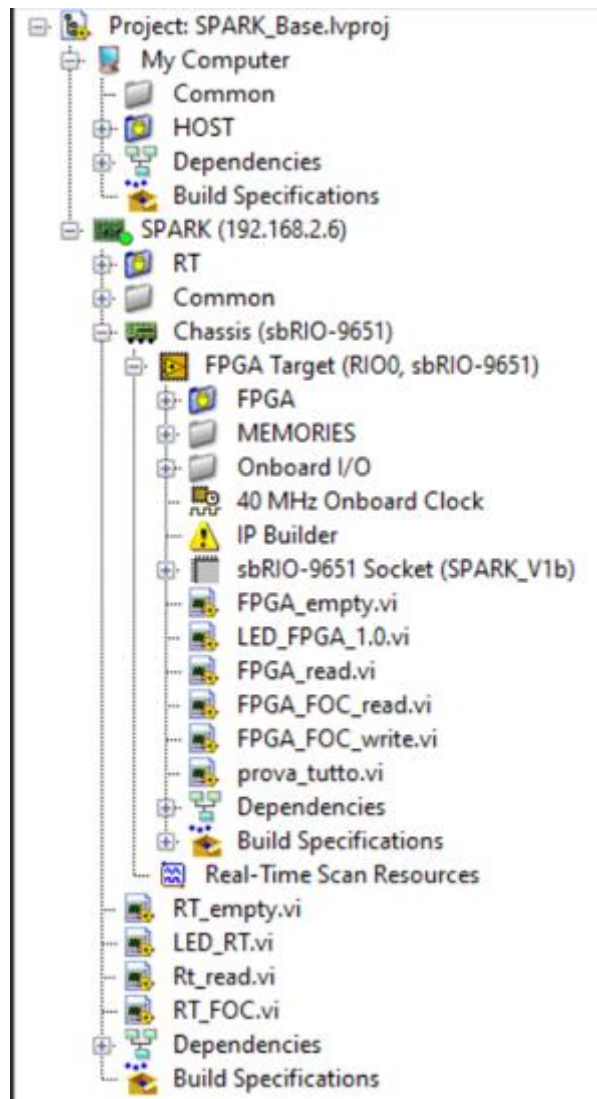 Project: SPARK_Base.lvproj
My Computer
Common
HOST
Dependencies
Build Specifications
SPARK (192.168.2.6)
RT
Common
Chassis (sbRIO-9651)
FPGA Target (RIO0, sbRIO-9651)
FPGA
MEMORIES
Onboard I/O
40 MHz Onboard Clock
IP Builder
sbRIO-9651 Socket (SPARK_V1b)
FPGA_empty.vi
LED_FPGA_1.0.vi
FPGA_read.vi
FPGA_FOC_read.vi
FPGA_FOC_write.vi
prova_tutto.vi
Dependencies
Build Specifications
Real-Time Scan Resources
RT_empty.vi
LED_RT.vi
Rt_read.vi
RT_FOC.vi
Dependencies
Build Specifications